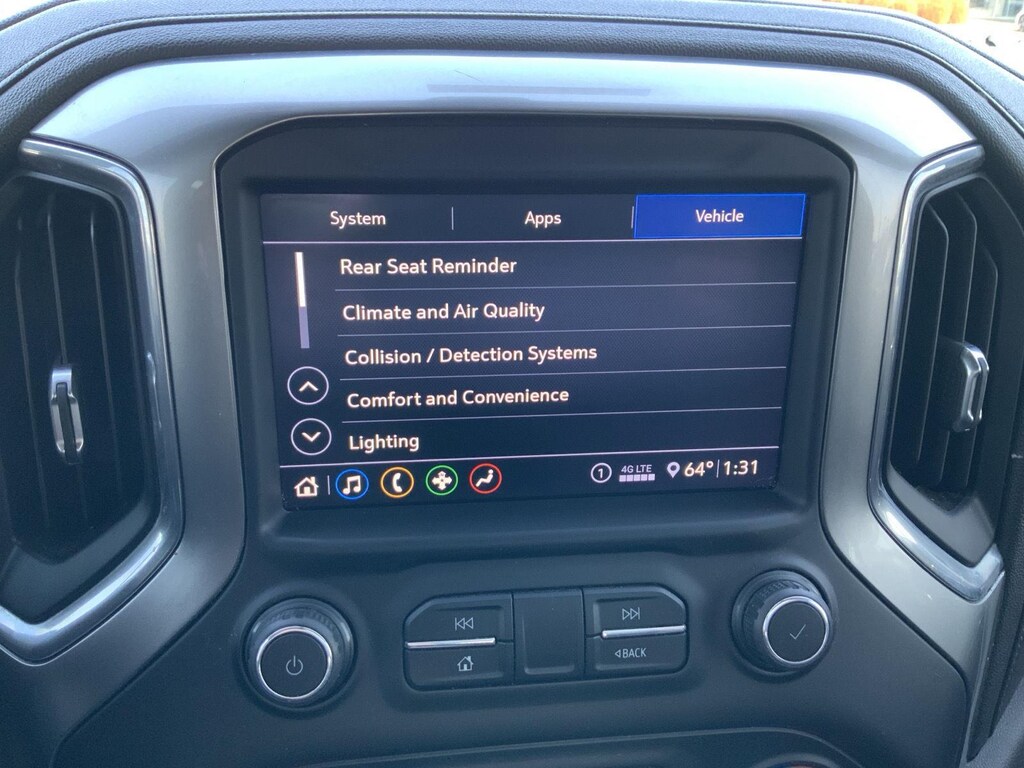 System Apps Vehicle
Rear Seat Reminder
Climate and Air Quality
Collision / Detection Systems
Comfort and Convenience
Lighting
1 4G LTE 64° 1:31
BACK